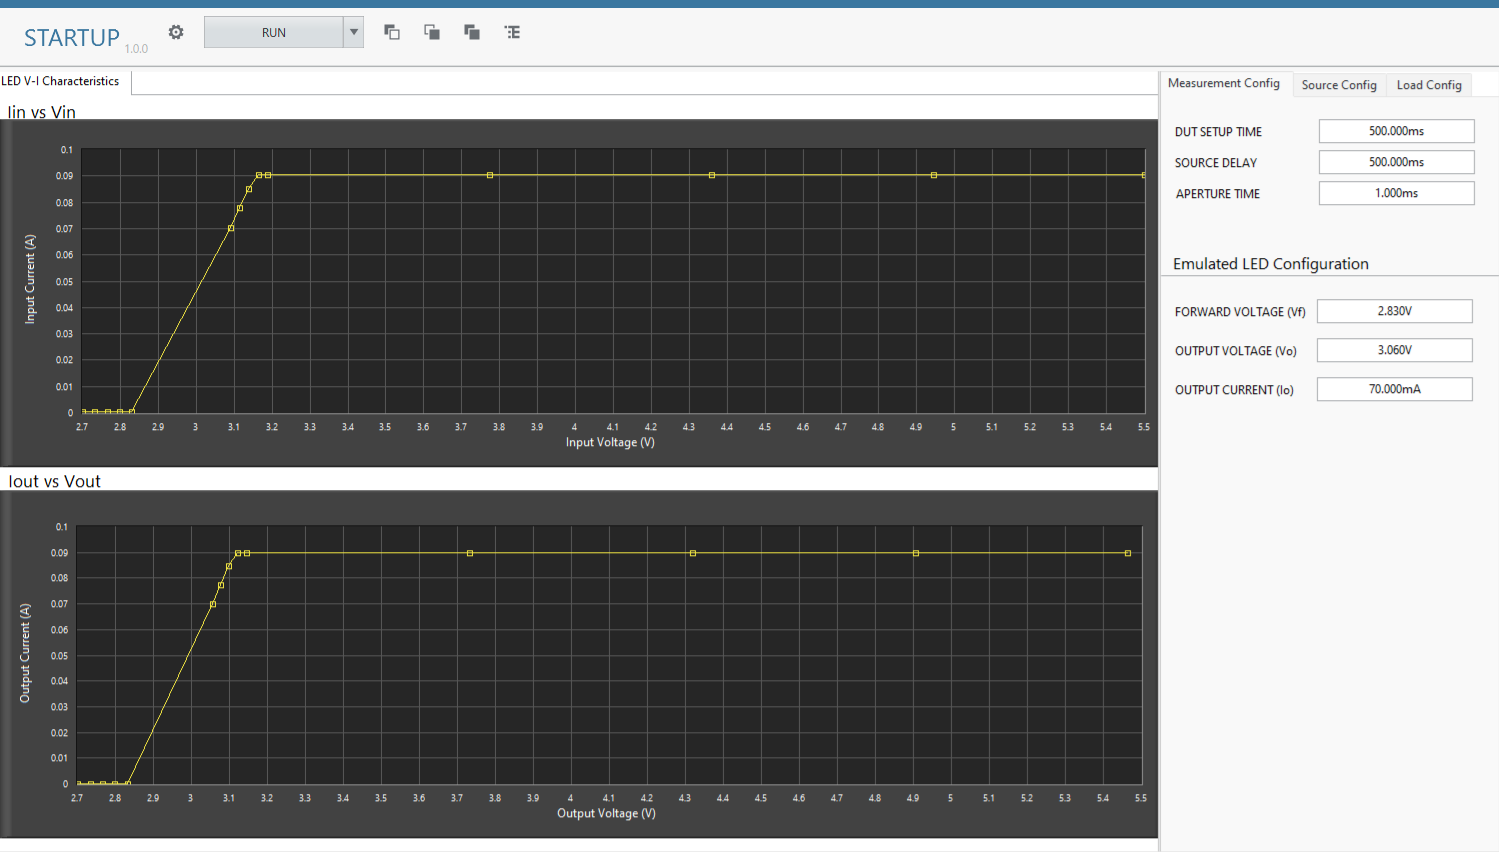 STARTUP 1.0.0
RUN
LED V-I Characteristics
Iin vs Vin
0.1
0.09
0.08
0.07
0.06
0.05
0.04
0.03
0.02
0.01
0
Input Current (A)
2.7 2.8 2.9 3 3.1 3.2 3.3 3.4 3.5 3.6 3.7 3.8 3.9 4 4.1 4.2 4.3 4.4 4.5 4.6 4.7 4.8 4.9 5 5.1 5.2 5.3 5.4 5.5
Input Voltage (V)
Iout vs Vout
0.1
0.09
0.08
0.07
0.06
0.05
0.04
0.03
0.02
0.01
0
Output Current (A)
2.7 2.8 2.9 3 3.1 3.2 3.3 3.4 3.5 3.6 3.7 3.8 3.9 4 4.1 4.2 4.3 4.4 4.5 4.6 4.7 4.8 4.9 5 5.1 5.2 5.3 5.4 5.5
Output Voltage (V)
Measurement Config Source Config Load Config
DUT SETUP TIME 500.000ms
SOURCE DELAY 500.000ms
APERTURE TIME 1.000ms
Emulated LED Configuration
FORWARD VOLTAGE (Vf) 2.830V
OUTPUT VOLTAGE (Vo) 3.060V
OUTPUT CURRENT (Io) 70.000mA